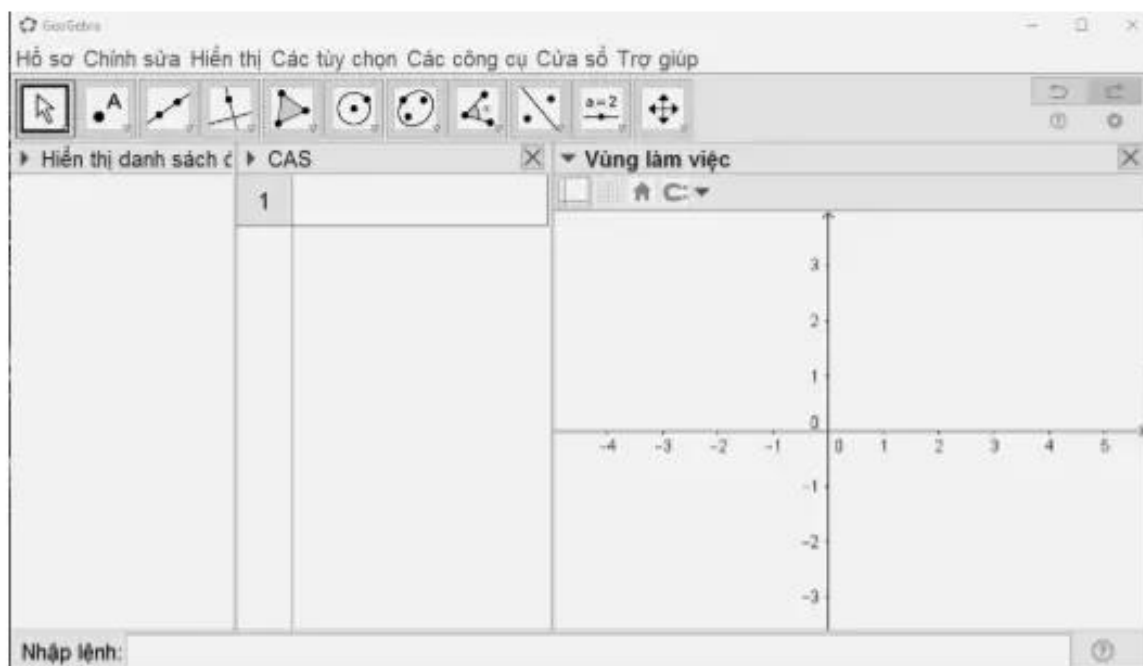 GeoGebra
Hồ sơ Chính sửa Hiển thị Các tùy chọn Các công cụ Cửa sổ Trợ giúp
A a=2
Hiển thị danh sách đ CAS Vùng làm việc
1
3
2
1
0
-4 -3 -2 -1 0 1 2 3 4 5
-1
-2
-3
Nhập lệnh: